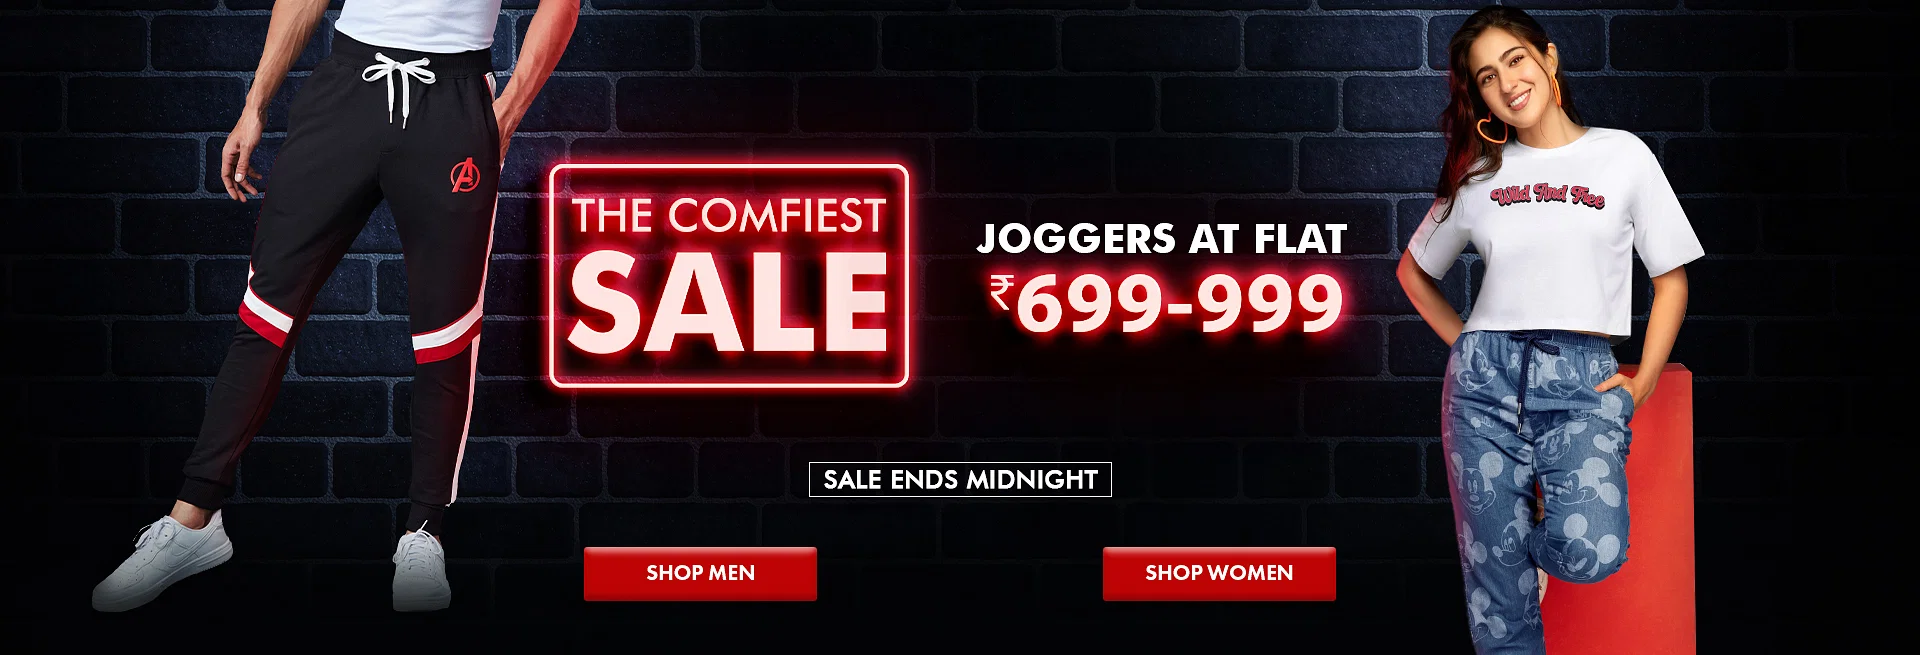 THE COMFIEST
SALE
JOGGERS AT FLAT
₹699-999
Wild And Free
SALE ENDS MIDNIGHT
SHOP MEN
SHOP WOMEN